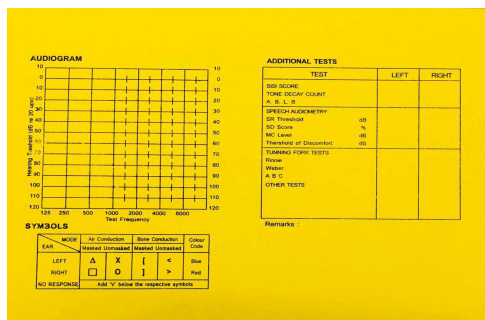 AUDIOGRAM
10 10
0 0
10 10
20 20
30 30
40 40
50 50
60 60
70 70
80 80
90 90
100 100
110 110
120 120
Hearing Treshold (dB is 20 ups)
125 250 500 1000 2000 4000 8000
Test Frequency
SYMBOLS
MODE Air Conduction Bone Conduction Colour Code
EAR Masked Unmasked Masked Unmasked
LEFT Δ X [ < Blue
RIGHT □ O ] > Red
NO RESPONSE Add 'V' below the respective symbols
ADDITIONAL TESTS
TEST LEFT RIGHT
SISI SCORE
TONE DECAY COUNT
A. B. L. B
SPEECH AUDIOMETRY
SR Threshold dB
SD Score %
MC Level dB
Thershold of Discomfort dB
TUNNING FORK TESTS
Rinnie
Weber
A B C
OTHER TESTS
Remarks :